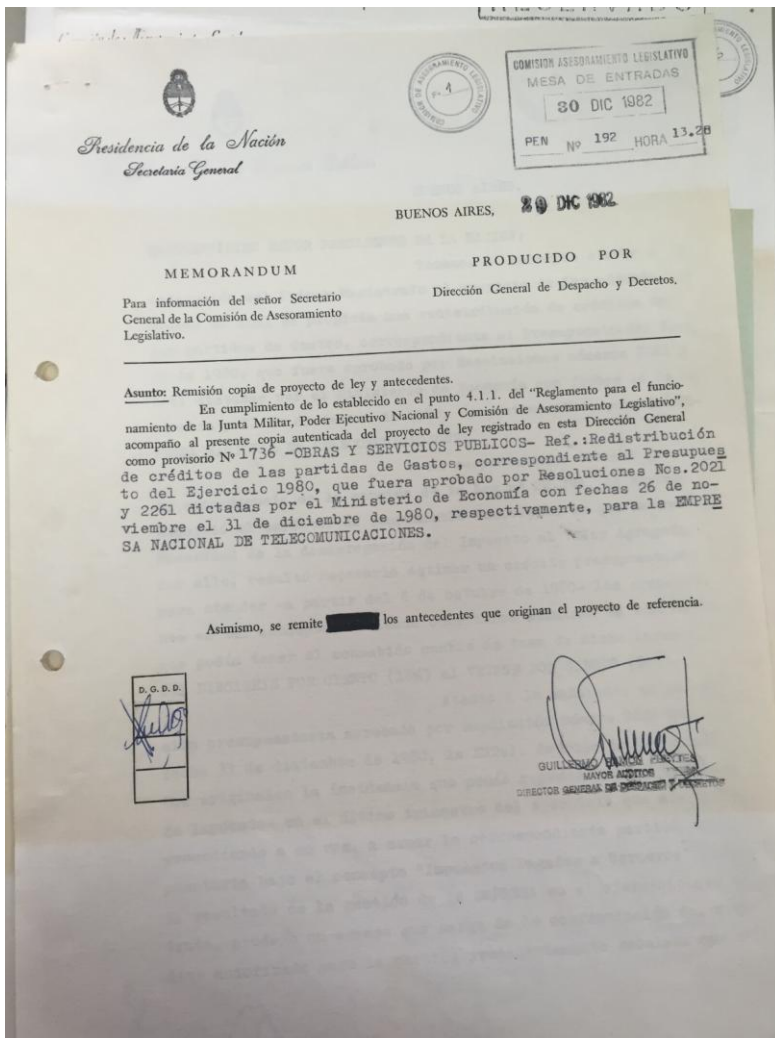 COMISION ASESORAMIENTO LEGISLATIVO
MESA DE ENTRADAS
30 DIC 1982
PEN Nº 192 HORA 13.28
COMISION DE ASESORAMIENTO LEGISLATIVO
1
Presidencia de la Nación
Secretaría General
BUENOS AIRES, 29 DIC 1982
MEMORANDUM
Para información del señor Secretario
General de la Comisión de Asesoramiento
Legislativo.
PRODUCIDO POR
Dirección General de Despacho y Decretos.
Asunto: Remisión copia de proyecto de ley y antecedentes.
En cumplimiento de lo establecido en el punto 4.1.1. del "Reglamento para el funcio-
namiento de la Junta Militar, Poder Ejecutivo Nacional y Comisión de Asesoramiento Legislativo",
acompaño al presente copia autenticada del proyecto de ley registrado en esta Dirección General
como provisorio Nº 1736 -OBRAS Y SERVICIOS PUBLICOS- Ref.:Redistribución
de créditos de las partidas de Gastos, correspondiente al Presupues
to del Ejercicio 1980, que fuera aprobado por Resoluciones Nos.2021
y 2261 dictadas por el Ministerio de Economía con fechas 26 de no-
viembre el 31 de diciembre de 1980, respectivamente, para la EMPRE
SA NACIONAL DE TELECOMUNICACIONES.
Asimismo, se remite los antecedentes que originan el proyecto de referencia.
D. G. D. D.
GUILLERMO RAMON
MAYOR AUDITOR
DIRECTOR GENERAL DE DESPACHO Y DECRETOS